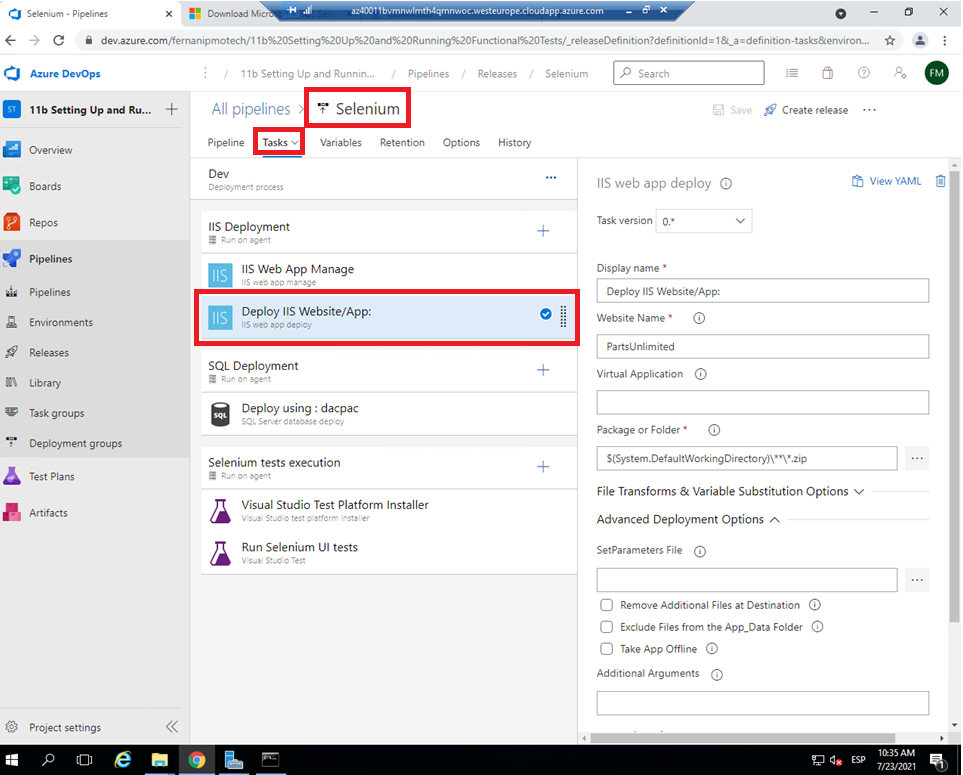 Selenium - Pipelines
Download Micros
az40011bvmnwlmth4qmnwoc.westeurope.cloudapp.azure.com
dev.azure.com/fernanipmotech/11b%20Setting%20Up%20and%20Running%20Functional%20Tests/_releaseDefinition?definitionId=1&_a=definition-tasks&environ...
Azure DevOps
/ 11b Setting Up and Runnin... / Pipelines / Releases / Selenium
Search
FM
ST 11b Setting Up and Ru...
All pipelines > Selenium
Save
Create release
Pipeline Tasks Variables Retention Options History
Overview
Boards
Repos
Pipelines
Pipelines
Environments
Releases
Library
Task groups
Deployment groups
Test Plans
Artifacts
Project settings
Dev
Deployment process
IIS Deployment
Run on agent
IIS
IIS Web App Manage
IIS web app manage
IIS
Deploy IIS Website/App:
IIS web app deploy
SQL Deployment
Run on agent
SQL
Deploy using : dacpac
SQL Server database deploy
Selenium tests execution
Run on agent
Visual Studio Test Platform Installer
Visual Studio test platform installer
Run Selenium UI tests
Visual Studio Test
IIS web app deploy
View YAML
Task version 0.*
Display name *
Deploy IIS Website/App:
Website Name *
PartsUnlimited
Virtual Application
Package or Folder *
$(System.DefaultWorkingDirectory)\**\*.zip
File Transforms & Variable Substitution Options
Advanced Deployment Options
SetParameters File
Remove Additional Files at Destination
Exclude Files from the App_Data Folder
Take App Offline
Additional Arguments
ESP
10:35 AM
7/23/2021
1